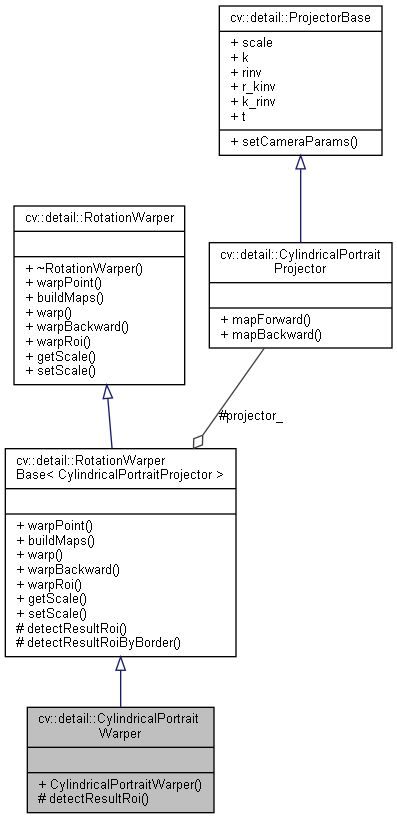 cv::detail::ProjectorBase
+ scale
+ k
+ rinv
+ r_kinv
+ k_rinv
+ t
+ setCameraParams()
cv::detail::RotationWarper
+ ~RotationWarper()
+ warpPoint()
+ buildMaps()
+ warp()
+ warpBackward()
+ warpRoi()
+ getScale()
+ setScale()
cv::detail::CylindricalPortrait
Projector
+ mapForward()
+ mapBackward()
#projector_
cv::detail::RotationWarper
Base< CylindricalPortraitProjector >
+ warpPoint()
+ buildMaps()
+ warp()
+ warpBackward()
+ warpRoi()
+ getScale()
+ setScale()
# detectResultRoi()
# detectResultRoiByBorder()
cv::detail::CylindricalPortrait
Warper
+ CylindricalPortraitWarper()
# detectResultRoi()